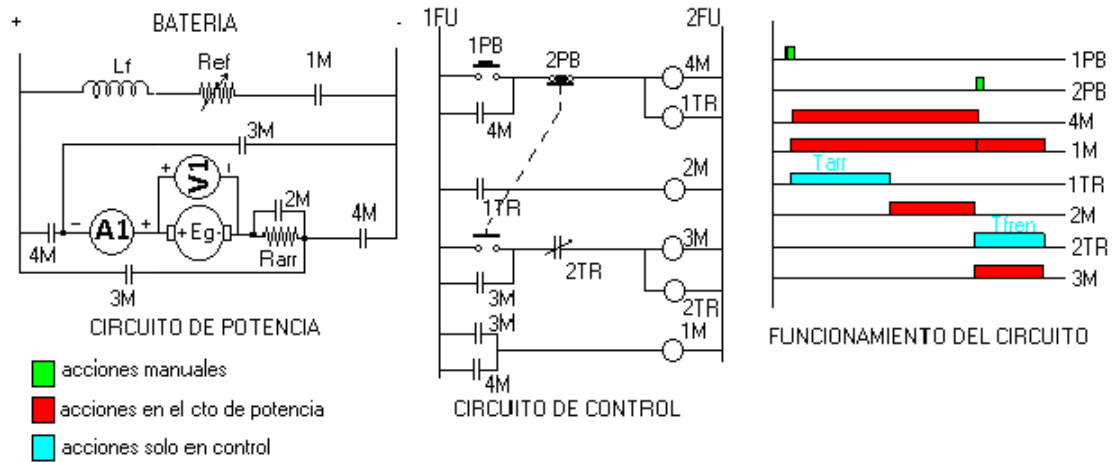 + BATERIA -
Lf
Ref
1M
3M
+ V1 -
2M
4M
- A1 +
+ Eg -
4M
Rarr
3M
CIRCUITO DE POTENCIA
acciones manuales
acciones en el cto de potencia
acciones solo en control
1FU
2FU
1PB
2PB
4M
1TR
4M
2M
1TR
3M
2TR
3M
2TR
3M
1M
4M
CIRCUITO DE CONTROL
1PB
2PB
4M
1M
Tarr
1TR
2M
Tfren
2TR
3M
FUNCIONAMIENTO DEL CIRCUITO